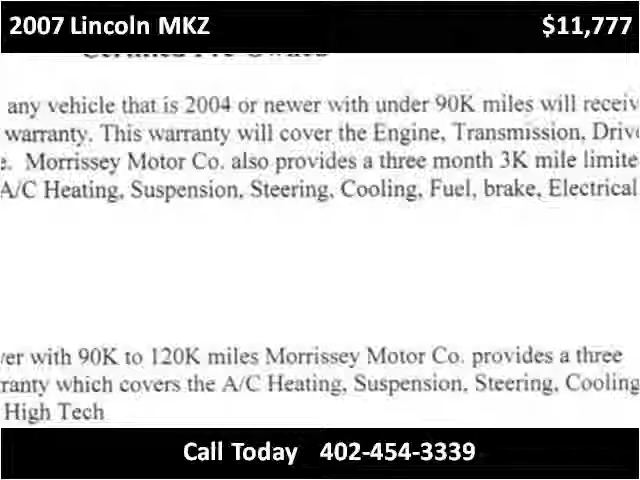 2007 Lincoln MKZ $11,777
any vehicle that is 2004 or newer with under 90K miles will receiv
warranty. This warranty will cover the Engine, Transmission, Driv
e. Morrissey Motor Co. also provides a three month 3K mile limite
A/C Heating, Suspension, Steering, Cooling, Fuel, brake, Electrical
er with 90K to 120K miles Morrissey Motor Co. provides a three
ranty which covers the A/C Heating, Suspension, Steering, Cooling
High Tech
Call Today 402-454-3339